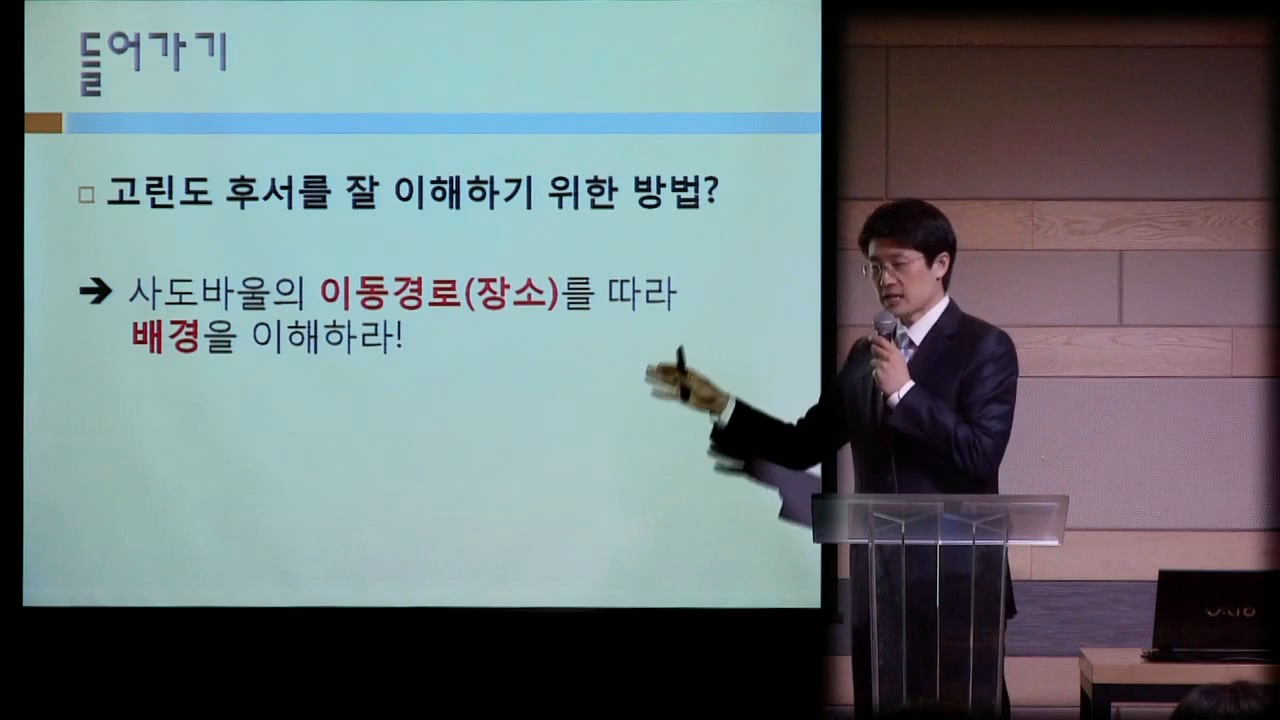 들어가기
고린도 후서를 잘 이해하기 위한 방법?
➔ 사도바울의 이동경로(장소)를 따라
배경을 이해하라!
VAIO